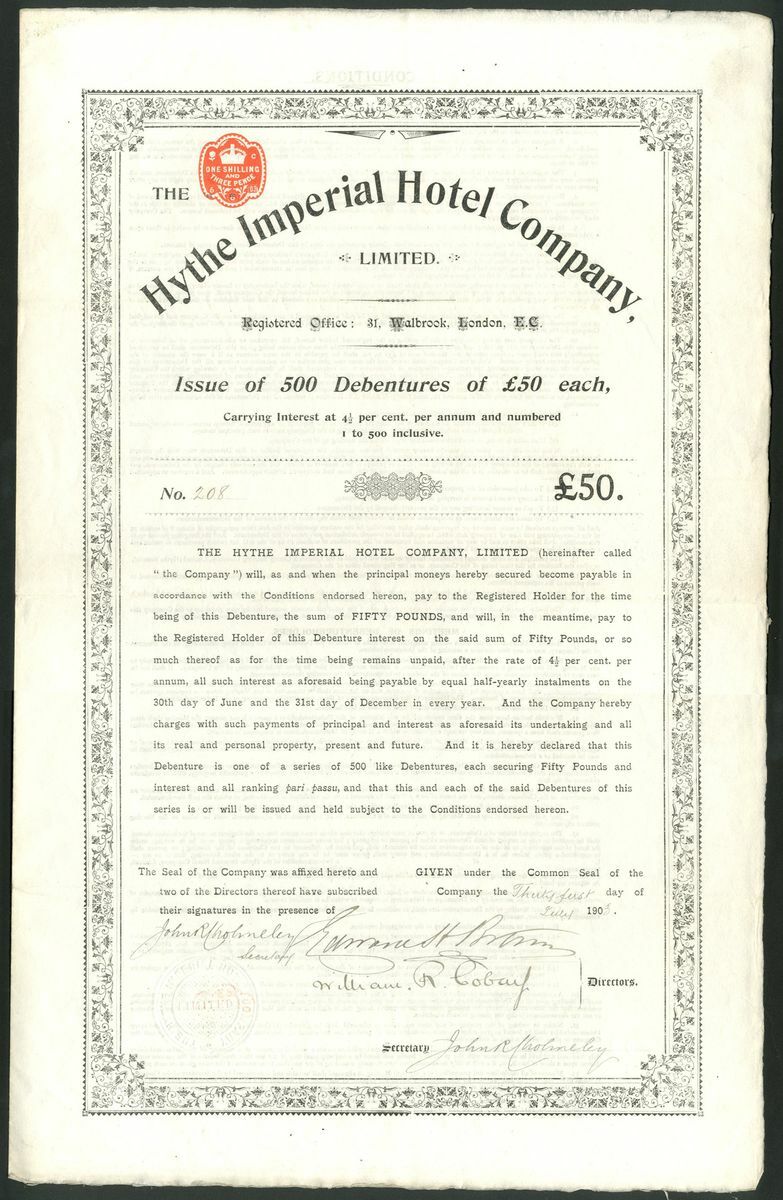 CONDITIONS.
ONE SHILLING
AND
THREE PENCE
THE
Hythe Imperial Hotel Company,
LIMITED.
Registered Office: 31, Walbrook, London, E.C.
Issue of 500 Debentures of £50 each,
Carrying Interest at 4½ per cent. per annum and numbered
1 to 500 inclusive.
No. 208
£50.
THE HYTHE IMPERIAL HOTEL COMPANY, LIMITED (hereinafter called
"the Company") will, as and when the principal moneys hereby secured become payable in
accordance with the Conditions endorsed hereon, pay to the Registered Holder for the time
being of this Debenture, the sum of FIFTY POUNDS, and will, in the meantime, pay to
the Registered Holder of this Debenture interest on the said sum of Fifty Pounds, or so
much thereof as for the time being remains unpaid, after the rate of 4½ per cent. per
annum, all such interest as aforesaid being payable by equal half-yearly instalments on the
30th day of June and the 31st day of December in every year. And the Company hereby
charges with such payments of principal and interest as aforesaid its undertaking and all
its real and personal property, present and future. And it is hereby declared that this
Debenture is one of a series of 500 like Debentures, each securing Fifty Pounds and
interest and all ranking pari passu, and that this and each of the said Debentures of this
series is or will be issued and held subject to the Conditions endorsed hereon.
The Seal of the Company was affixed hereto and
two of the Directors thereof have subscribed
their signatures in the presence of
GIVEN under the Common Seal of the
Company the Thirty first day of
July 1903.
John R Cholmeley
Secretary
William. R. Cobay
Directors.
LIMITED
Secretary John R Cholmeley